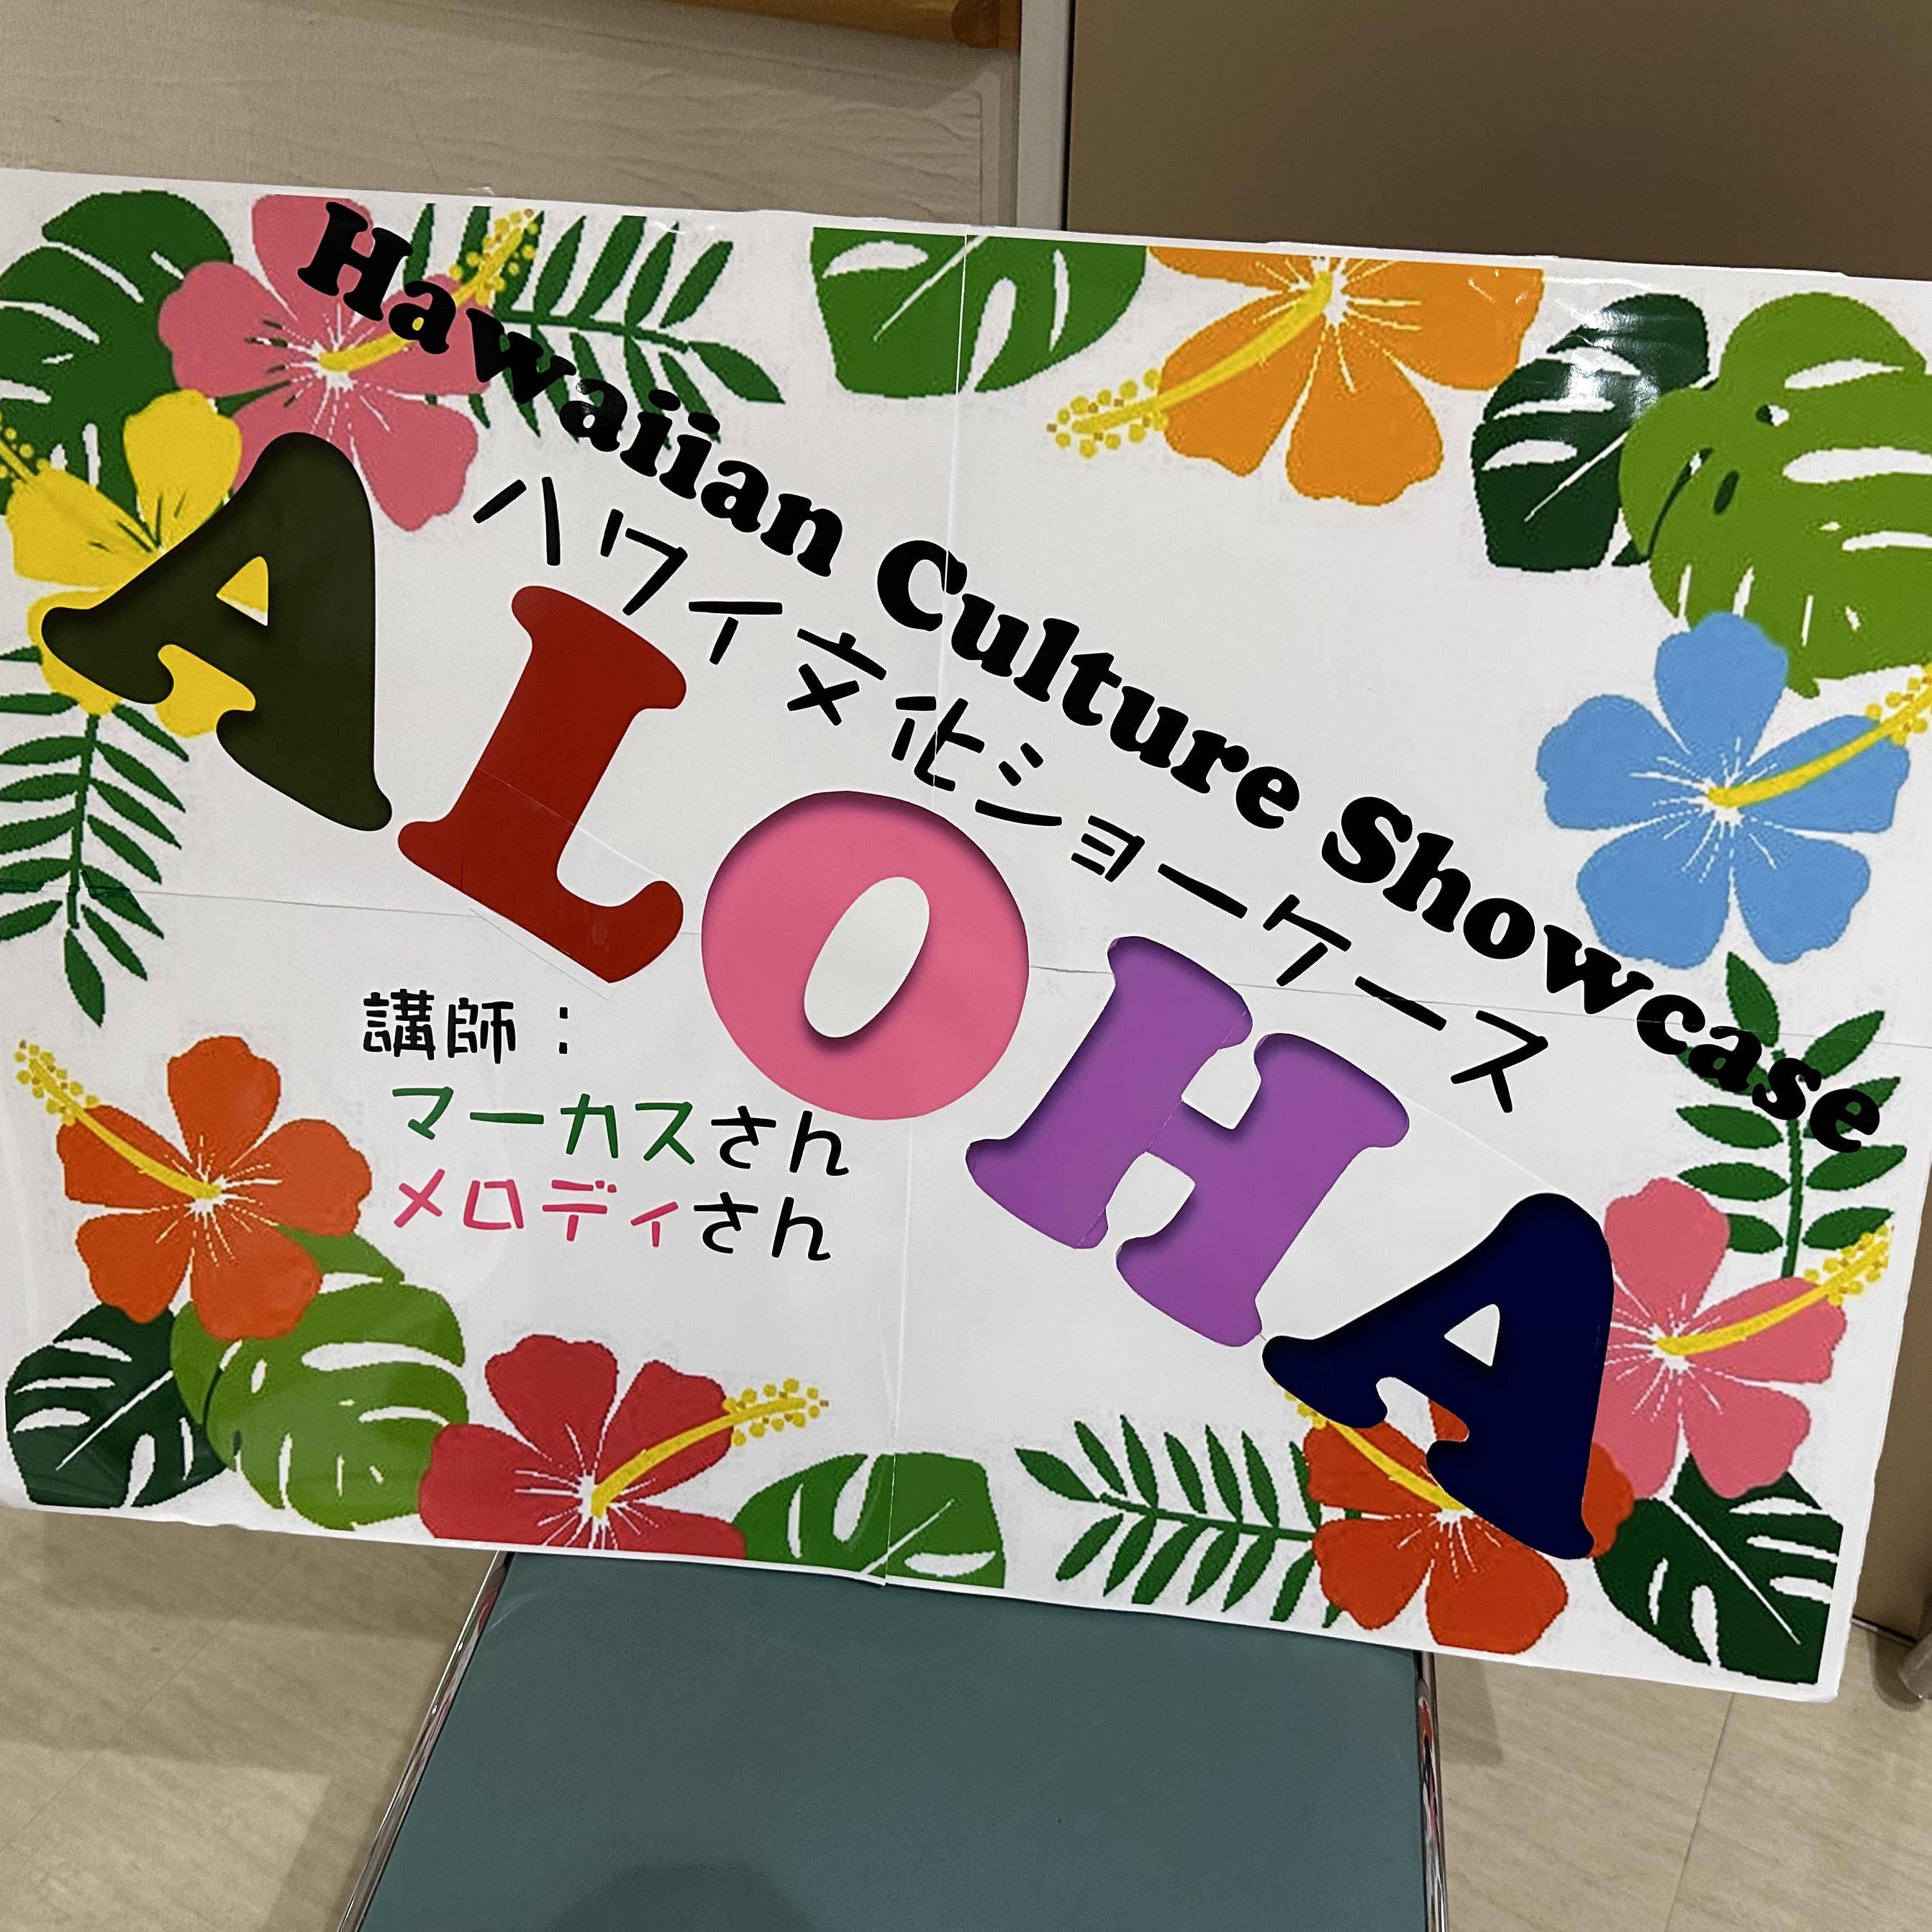 Hawaiian Culture Showcase
ハワイ文化ショーケース
ALOHA
講師：
マーカスさん
メロディさん